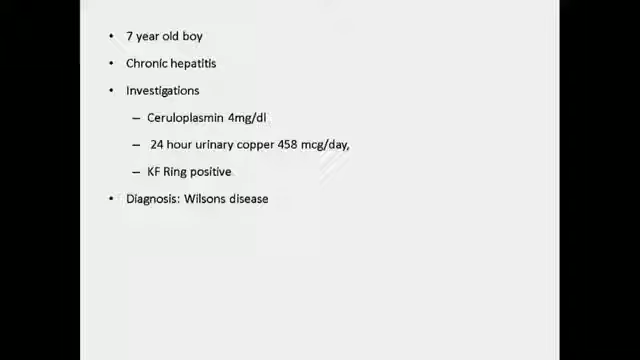 • 7 year old boy
• Chronic hepatitis
• Investigations
– Ceruloplasmin 4mg/dl
– 24 hour urinary copper 458 mcg/day,
– KF Ring positive
• Diagnosis: Wilsons disease